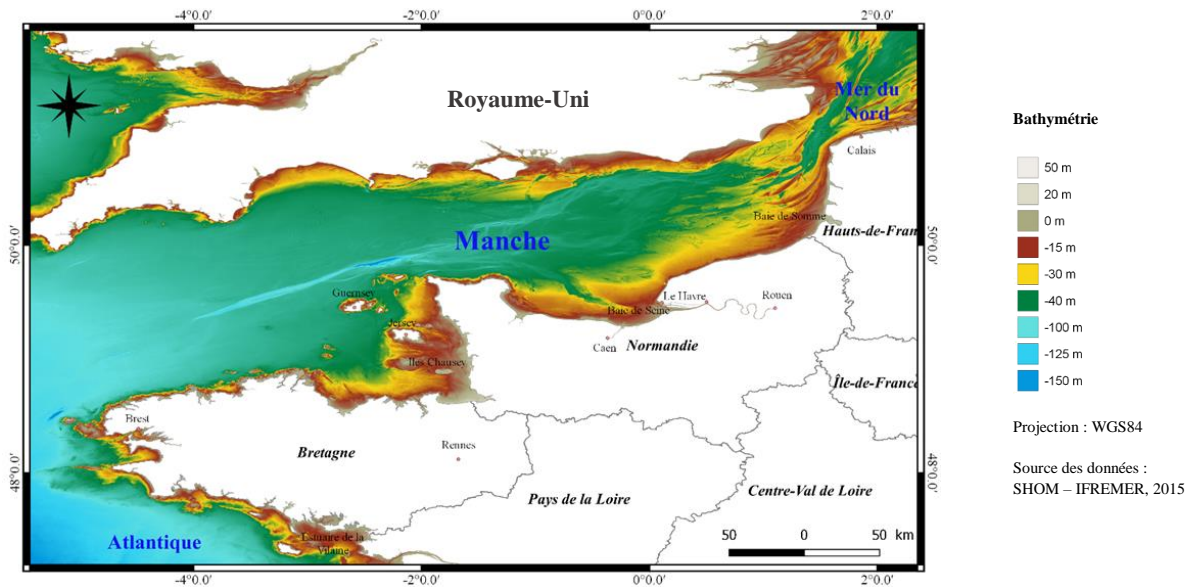 -4°0.0'
-2°0.0'
0°0.0'
2°0.0'
Royaume-Uni
Mer du
Nord
Calais
Baie de Somme
Hauts-de-Fran
50°0.0'
50°0.0'
Manche
Guernsey
Le Havre
Rouen
Baie de Seine
Jersey
Caen
Normandie
Iles Chausey
Île-de-France
Brest
Rennes
Bretagne
48°0.0'
48°0.0'
Pays de la Loire
Centre-Val de Loire
Estuaire de la
Vilaine
Atlantique
50
0
50 km
-4°0.0'
-2°0.0'
0°0.0'
2°0.0'
Bathymétrie
50 m
20 m
0 m
-15 m
-30 m
-40 m
-100 m
-125 m
-150 m
Projection : WGS84
Source des données :
SHOM – IFREMER, 2015